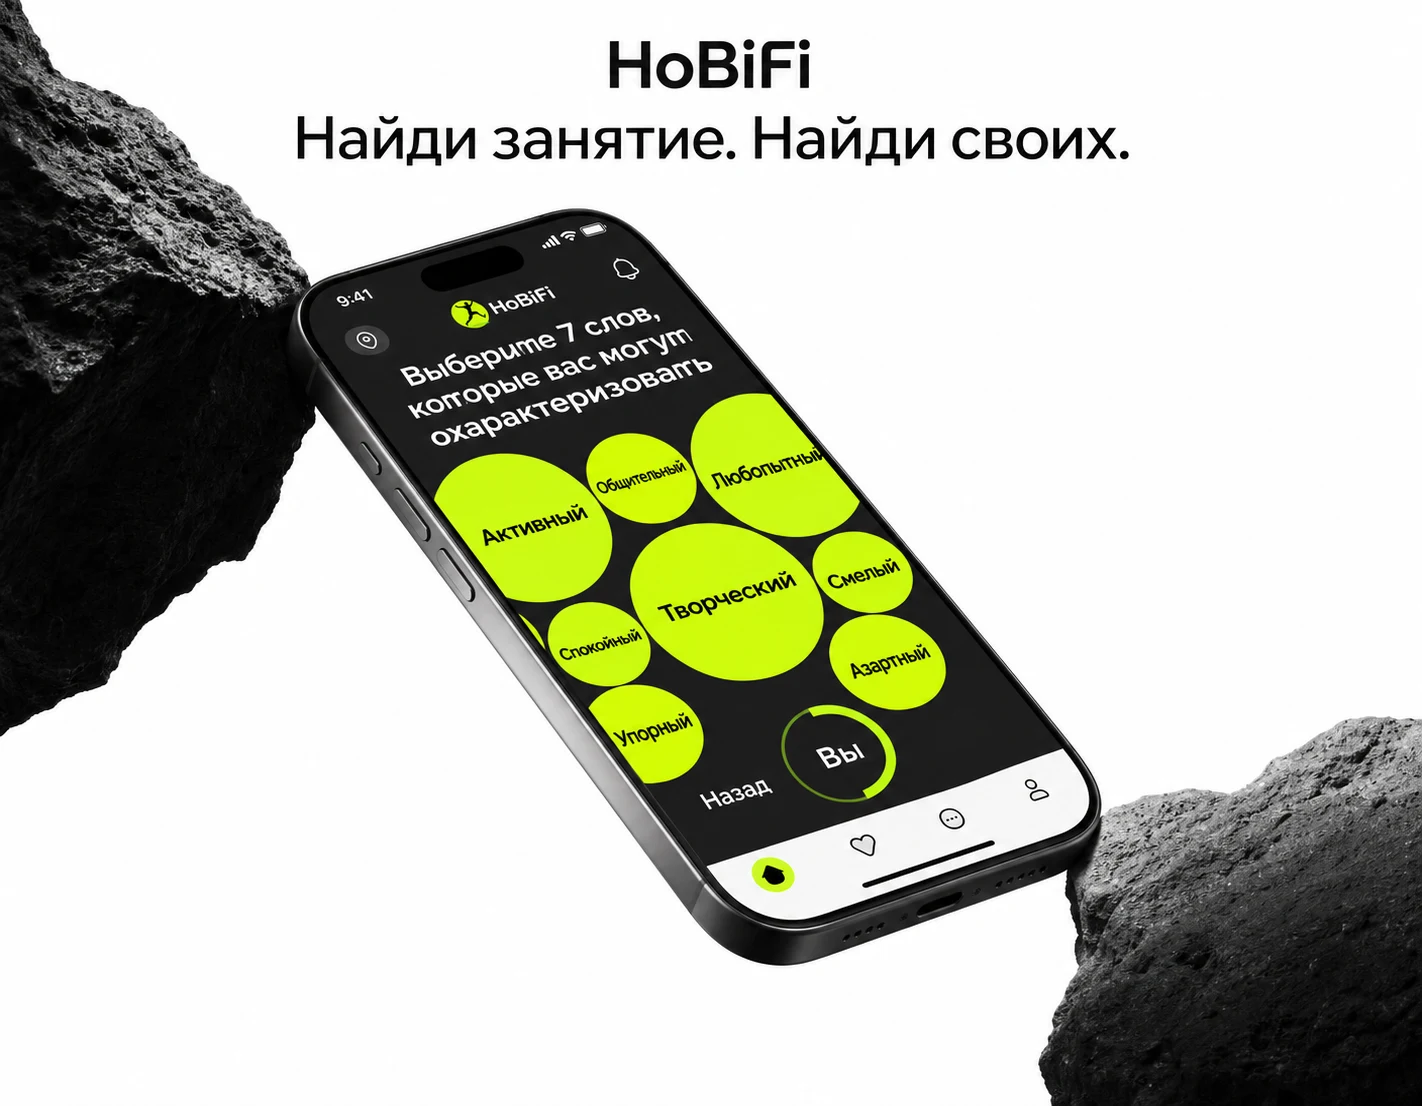 HoBiFi
Найди занятие. Найди своих.
9:41
HoBiFi
Выберите 7 слов,
которые вас могут
охарактеризовать
Активный
Общительный
Любопытный
Творческий
Смелый
Спокойный
Азартный
Упорный
Назад
Вы